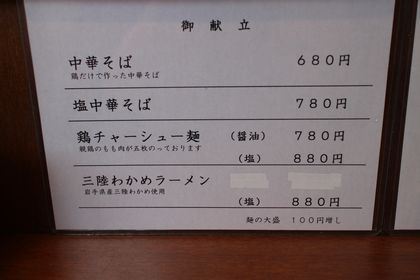 御献立
中華そば 680円
鶏だけで作った中華そば
塩中華そば 780円
鶏チャーシュー麺 (醤油) 780円
親鶏のもも肉が五枚のっております
(塩) 880円
三陸わかめラーメン
岩手県産三陸わかめ使用
(塩) 880円
麺の大盛 100円増し